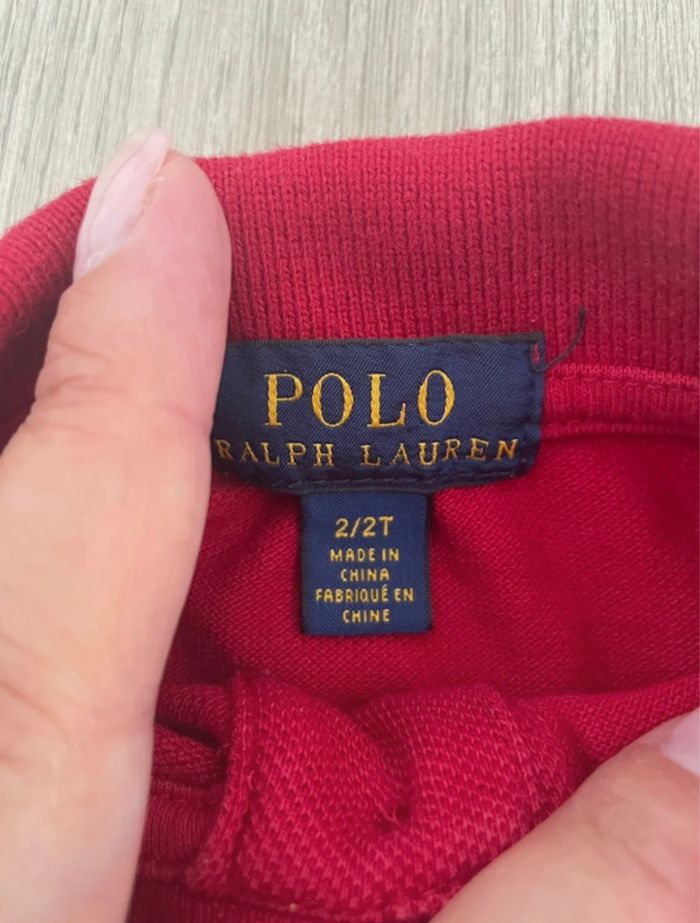 POLO
RALPH LAUREN
2/2T
MADE IN
CHINA
FABRIQUÉ EN
CHINE